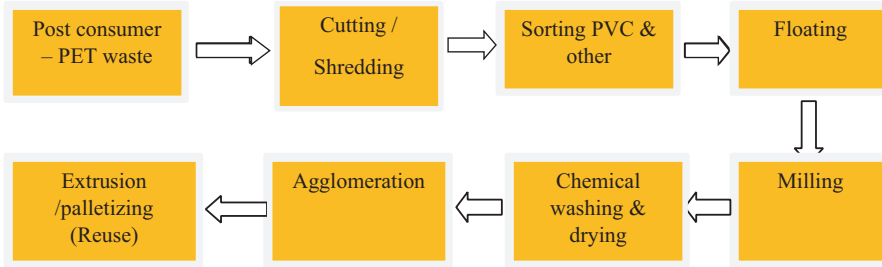 Post consumer
– PET waste
Cutting /
Shredding
Sorting PVC &
other
Floating
Milling
Chemical
washing &
drying
Agglomeration
Extrusion
/palletizing
(Reuse)